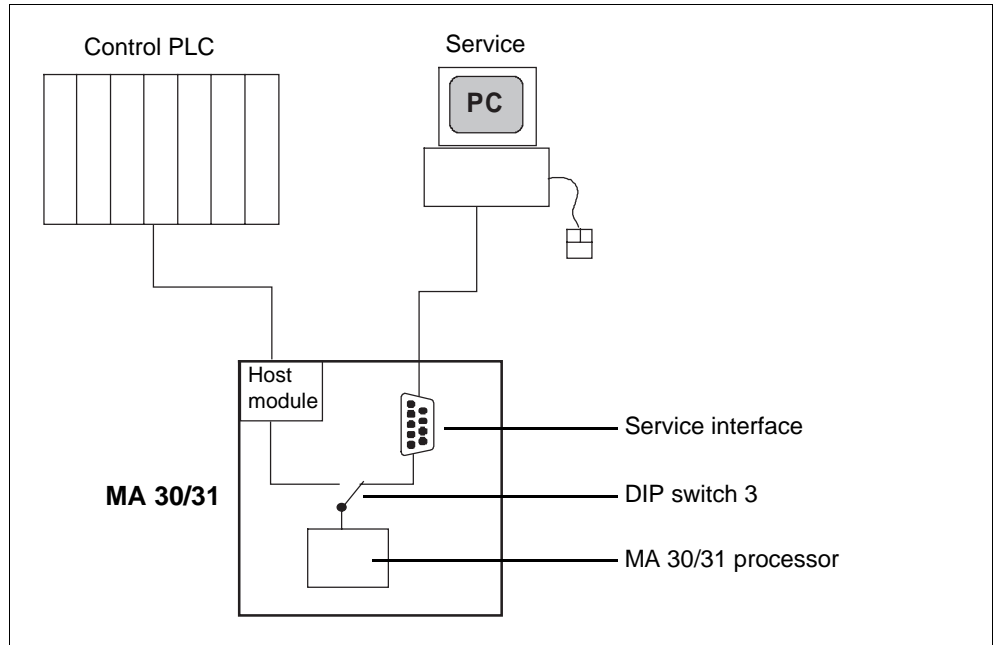 Control PLC
Service
PC
Host
module
Service interface
MA 30/31
DIP switch 3
MA 30/31 processor